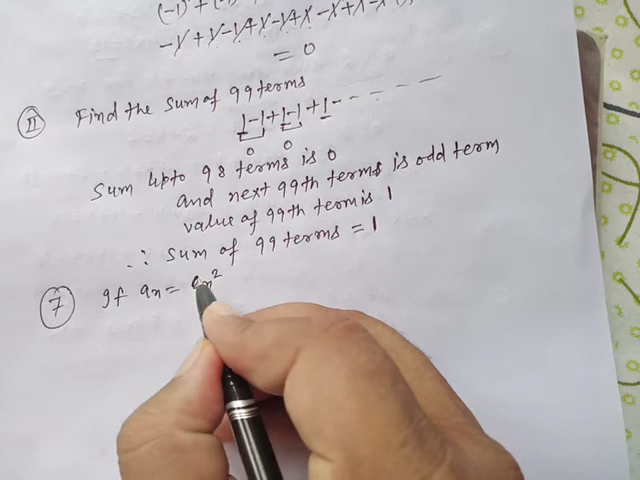 -1+1-1+1-1+1-1+1-1
= 0
II Find the sum of 99 terms
1-1+1-1+1------
0 0
Sum upto 98 terms is 0
and next 99th terms is odd term
value of 99th term is 1
∴ sum of 99 terms = 1
7 If an =